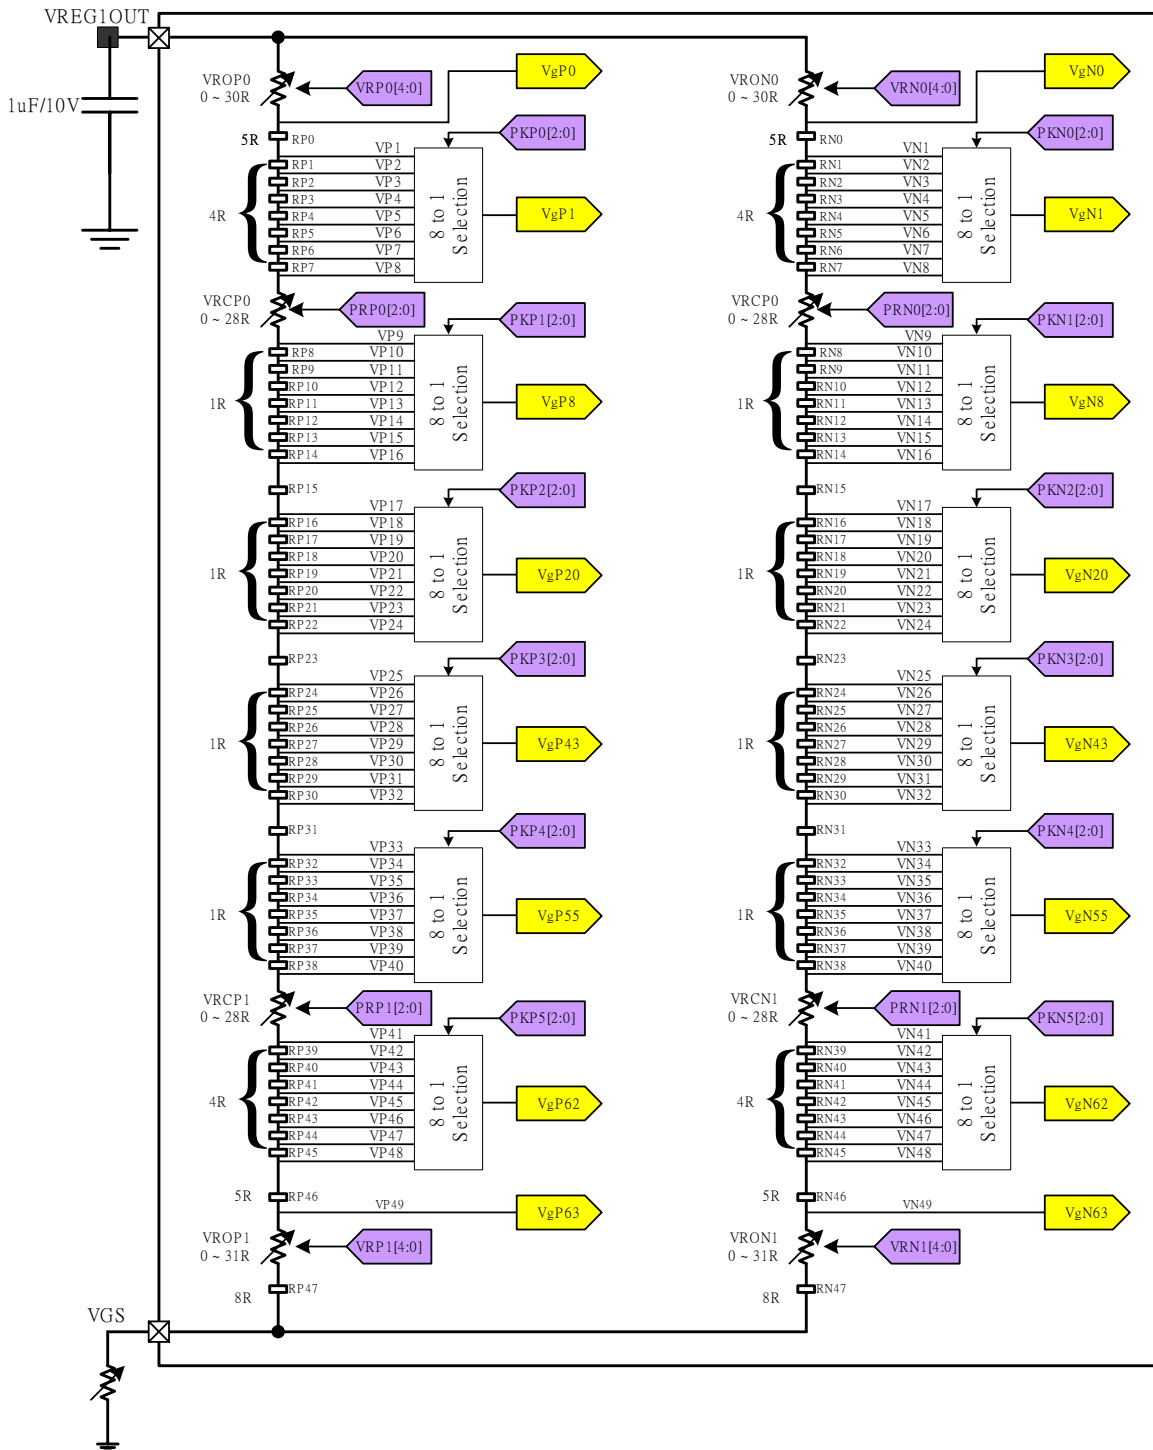 VREG1OUT
1uF/10V
VROP0
0 ~ 30R
VRP0[4:0]
VgP0
5R
RP0
PKP0[2:0]
VP1
RP1
VP2
RP2
VP3
RP3
VP4
4R
RP4
VP5
RP5
VP6
RP6
VP7
RP7
VP8
8 to 1
Selection
VgP1
VRCP0
0 ~ 28R
PRP0[2:0]
PKP1[2:0]
VP9
RP8
VP10
RP9
VP11
RP10
VP12
1R
RP11
VP13
RP12
VP14
RP13
VP15
RP14
VP16
8 to 1
Selection
VgP8
RP15
PKP2[2:0]
VP17
RP16
VP18
RP17
VP19
RP18
VP20
1R
RP19
VP21
RP20
VP22
RP21
VP23
RP22
VP24
8 to 1
Selection
VgP20
RP23
PKP3[2:0]
VP25
RP24
VP26
RP25
VP27
RP26
VP28
1R
RP27
VP29
RP28
VP30
RP29
VP31
RP30
VP32
8 to 1
Selection
VgP43
RP31
PKP4[2:0]
VP33
RP32
VP34
RP33
VP35
RP34
VP36
1R
RP35
VP37
RP36
VP38
RP37
VP39
RP38
VP40
8 to 1
Selection
VgP55
VRCP1
0 ~ 28R
PRP1[2:0]
PKP5[2:0]
VP41
RP39
VP42
RP40
VP43
RP41
VP44
4R
RP42
VP45
RP43
VP46
RP44
VP47
RP45
VP48
8 to 1
Selection
VgP62
5R
RP46
VP49
VgP63
VROP1
0 ~ 31R
VRP1[4:0]
8R
RP47
VRON0
0 ~ 30R
VRN0[4:0]
VgN0
5R
RN0
PKN0[2:0]
VN1
RN1
VN2
RN2
VN3
RN3
VN4
4R
RN4
VN5
RN5
VN6
RN6
VN7
RN7
VN8
8 to 1
Selection
VgN1
VRCP0
0 ~ 28R
PRN0[2:0]
PKN1[2:0]
VN9
RN8
VN10
RN9
VN11
RN10
VN12
1R
RN11
VN13
RN12
VN14
RN13
VN15
RN14
VN16
8 to 1
Selection
VgN8
RN15
PKN2[2:0]
VN17
RN16
VN18
RN17
VN19
RN18
VN20
1R
RN19
VN21
RN20
VN22
RN21
VN23
RN22
VN24
8 to 1
Selection
VgN20
RN23
PKN3[2:0]
VN25
RN24
VN26
RN25
VN27
RN26
VN28
1R
RN27
VN29
RN28
VN30
RN29
VN31
RN30
VN32
8 to 1
Selection
VgN43
RN31
PKN4[2:0]
VN33
RN32
VN34
RN33
VN35
RN34
VN36
1R
RN35
VN37
RN36
VN38
RN37
VN39
RN38
VN40
8 to 1
Selection
VgN55
VRCN1
0 ~ 28R
PRN1[2:0]
PKN5[2:0]
VN41
RN39
VN42
RN40
VN43
RN41
VN44
4R
RN42
VN45
RN43
VN46
RN44
VN47
RN45
VN48
8 to 1
Selection
VgN62
5R
RN46
VN49
VgN63
VRON1
0 ~ 31R
VRN1[4:0]
8R
RN47
VGS